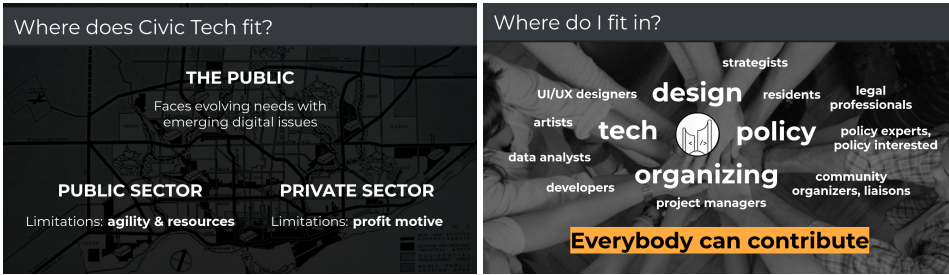 Where does Civic Tech fit?
THE PUBLIC
Faces evolving needs with
emerging digital issues
PUBLIC SECTOR
Limitations: agility & resources
PRIVATE SECTOR
Limitations: profit motive
Where do I fit in?
strategists
UI/UX designers
design
residents
legal
professionals
artists
tech
policy
policy experts,
policy interested
data analysts
organizing
developers
community
organizers, liaisons
project managers
Everybody can contribute